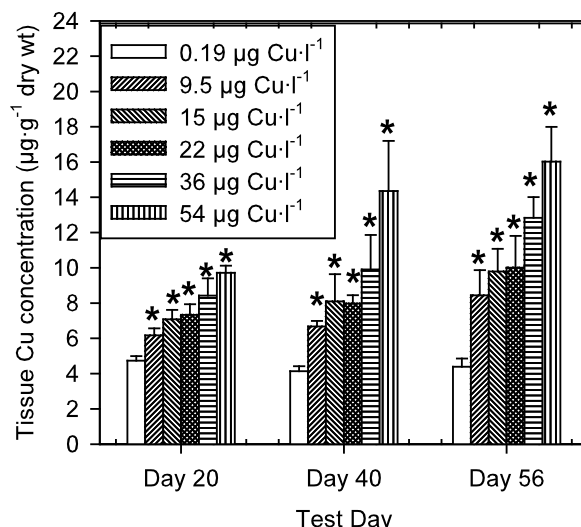 24
22
20
18
16
14
12
10
8
6
4
2
0
Tissue Cu concentration (µg·g⁻¹ dry wt)
0.19 µg Cu·l⁻¹
9.5 µg Cu·l⁻¹
15 µg Cu·l⁻¹
22 µg Cu·l⁻¹
36 µg Cu·l⁻¹
54 µg Cu·l⁻¹
* * * * *
* * * * *
* * * * *
Day 20 Day 40 Day 56
Test Day